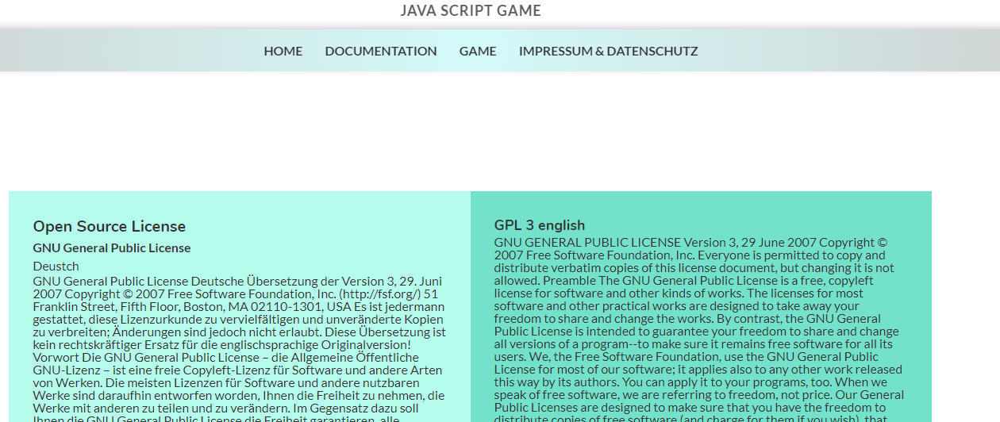 JAVA SCRIPT GAME
HOME DOCUMENTATION GAME IMPRESSUM & DATENSCHUTZ
Open Source License
GNU General Public License
Deustch
GNU General Public License Deutsche Übersetzung der Version 3, 29. Juni
2007 Copyright © 2007 Free Software Foundation, Inc. (http://fsf.org/) 51
Franklin Street, Fifth Floor, Boston, MA 02110-1301, USA Es ist jedermann
gestattet, diese Lizenzurkunde zu vervielfältigen und unveränderte Kopien
zu verbreiten; Änderungen sind jedoch nicht erlaubt. Diese Übersetzung ist
kein rechtskräftiger Ersatz für die englischsprachige Originalversion!
Vorwort Die GNU General Public License – die Allgemeine Öffentliche
GNU-Lizenz – ist eine freie Copyleft-Lizenz für Software und andere Arten
von Werken. Die meisten Lizenzen für Software und andere nutzbaren
Werke sind daraufhin entworfen worden, Ihnen die Freiheit zu nehmen, die
Werke mit anderen zu teilen und zu verändern. Im Gegensatz dazu soll
Ihnen die GNU General Public License die Freiheit garantieren, alle
GPL 3 english
GNU GENERAL PUBLIC LICENSE Version 3, 29 June 2007 Copyright ©
2007 Free Software Foundation, Inc. Everyone is permitted to copy and
distribute verbatim copies of this license document, but changing it is not
allowed. Preamble The GNU General Public License is a free, copyleft
license for software and other kinds of works. The licenses for most
software and other practical works are designed to take away your
freedom to share and change the works. By contrast, the GNU General
Public License is intended to guarantee your freedom to share and change
all versions of a program--to make sure it remains free software for all its
users. We, the Free Software Foundation, use the GNU General Public
License for most of our software; it applies also to any other work released
this way by its authors. You can apply it to your programs, too. When we
speak of free software, we are referring to freedom, not price. Our General
Public Licenses are designed to make sure that you have the freedom to
distribute copies of free software (and charge for them if you wish), that